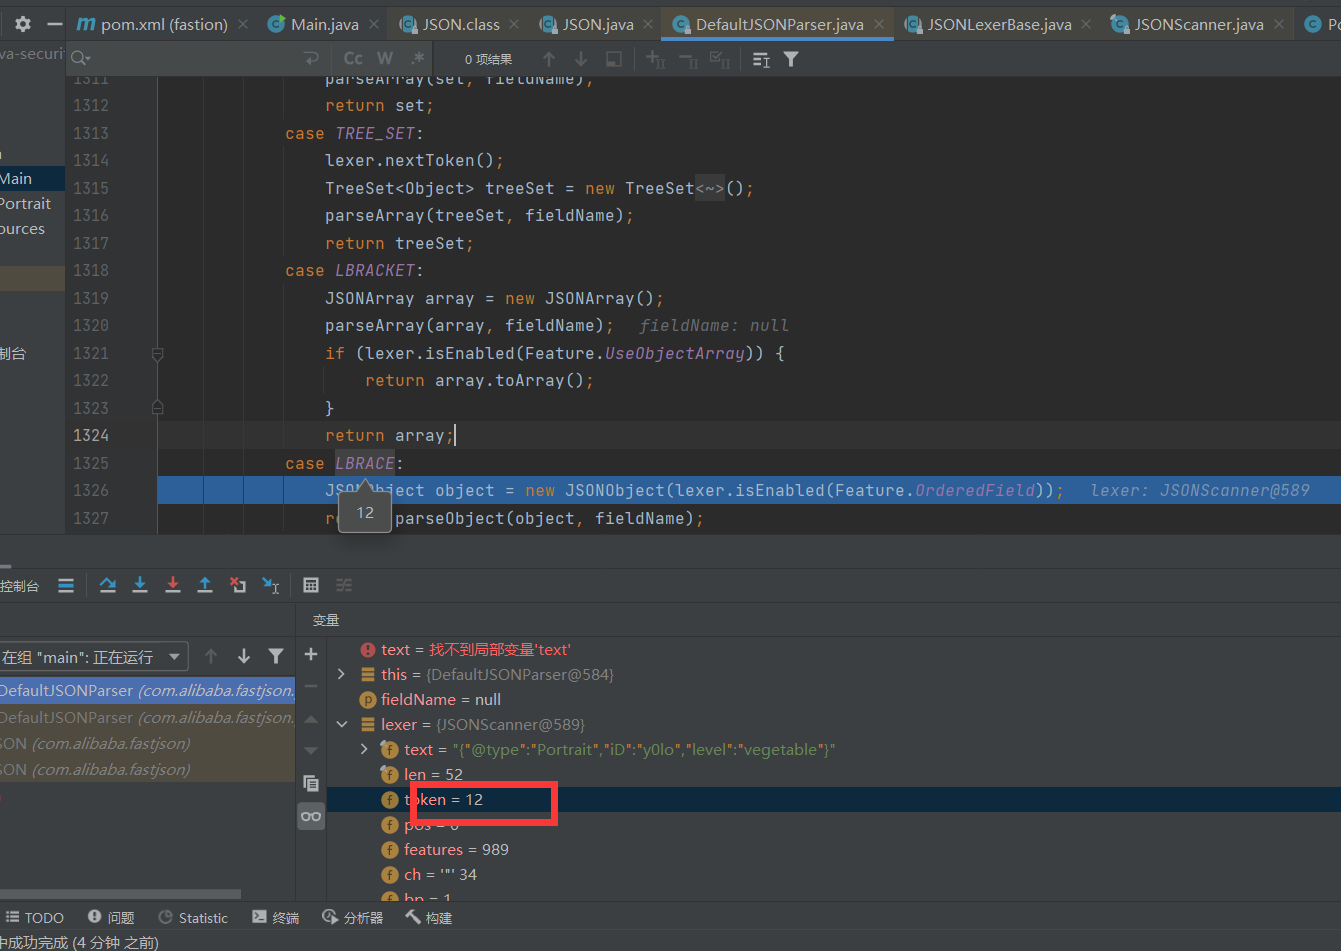 pom.xml (fastion) Main.java JSON.class JSON.java DefaultJSONParser.java JSONLexerBase.java JSONScanner.java
Cc W .* 0 项结果
1311 parseArray(set, fieldName);
1312 return set;
1313 case TREE_SET:
1314 lexer.nextToken();
1315 TreeSet<Object> treeSet = new TreeSet<~>();
1316 parseArray(treeSet, fieldName);
1317 return treeSet;
1318 case LBRACKET:
1319 JSONArray array = new JSONArray();
1320 parseArray(array, fieldName); fieldName: null
1321 if (lexer.isEnabled(Feature.UseObjectArray)) {
1322 return array.toArray();
1323 }
1324 return array;
1325 case LBRACE:
1326 JSONObject object = new JSONObject(lexer.isEnabled(Feature.OrderedField)); lexer: JSONScanner@589
1327 parseObject(object, fieldName);
12
va-securi
Main
Portrait
ources
制台
控制台
变量
在组 "main": 正在运行
DefaultJSONParser (com.alibaba.fastjson.
DefaultJSONParser (com.alibaba.fastjson.
SON (com.alibaba.fastjson)
SON (com.alibaba.fastjson)
text = 找不到局部变量'text'
this = {DefaultJSONParser@584}
fieldName = null
lexer = {JSONScanner@589}
text = "{"@type":"Portrait","iD":"y0lo","level":"vegetable"}"
len = 52
token = 12
pos = 0
features = 989
ch = '"' 34
bp = 1
TODO 问题 Statistic 终端 分析器 构建
中成功完成 (4 分钟 之前)